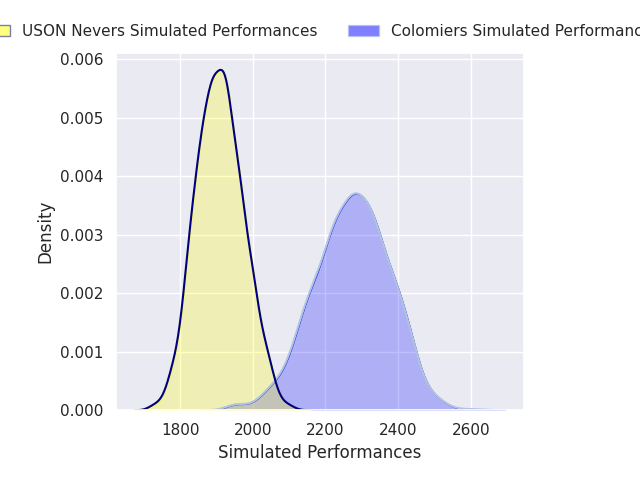 USON Nevers Simulated Performances Colomiers Simulated Performanc
0.006
0.005
0.004
0.003
0.002
0.001
0.000
Density
1800 2000 2200 2400 2600
Simulated Performances